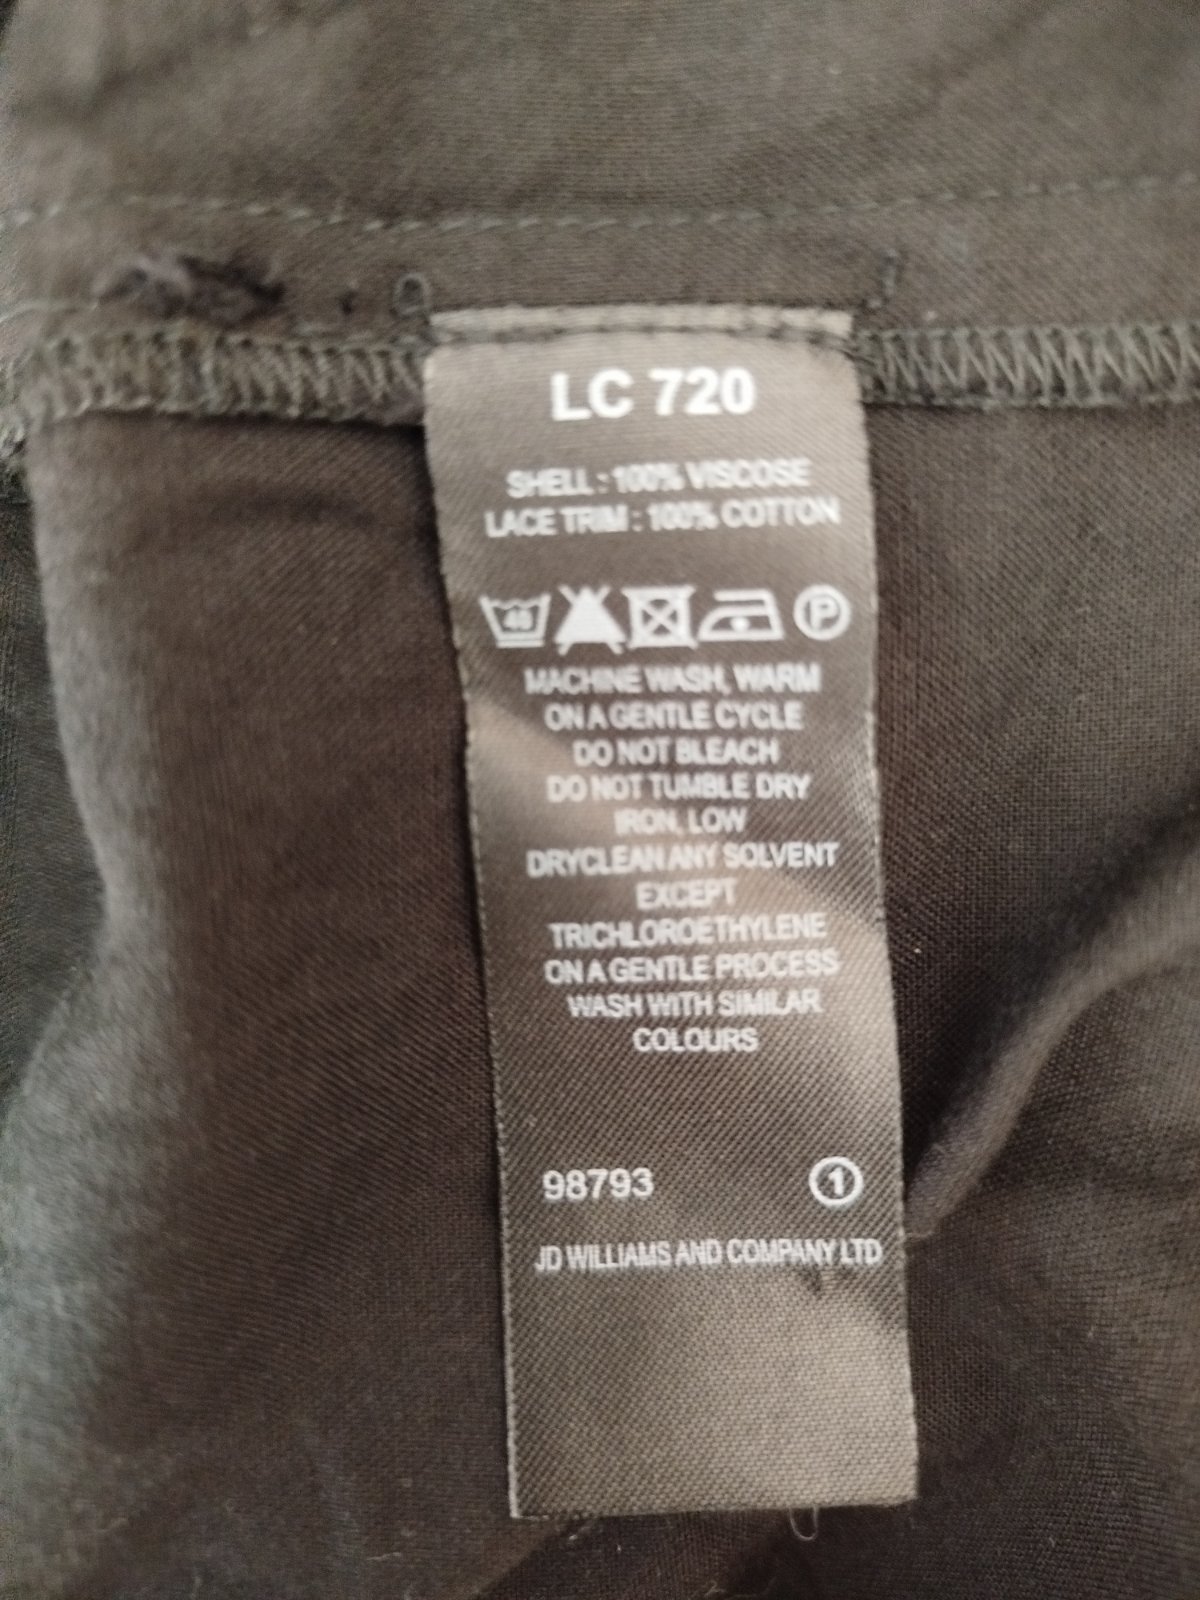 LC 720
SHELL : 100% VISCOSE
LACE TRIM : 100% COTTON
40 P
MACHINE WASH, WARM
ON A GENTLE CYCLE
DO NOT BLEACH
DO NOT TUMBLE DRY
IRON, LOW
DRYCLEAN ANY SOLVENT
EXCEPT
TRICHLOROETHYLENE
ON A GENTLE PROCESS
WASH WITH SIMILAR
COLOURS
98793 1
JD WILLIAMS AND COMPANY LTD